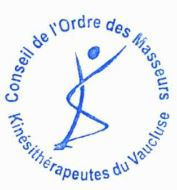 Conseil de l'Ordre des Masseurs
Kinésithérapeutes du Vaucluse